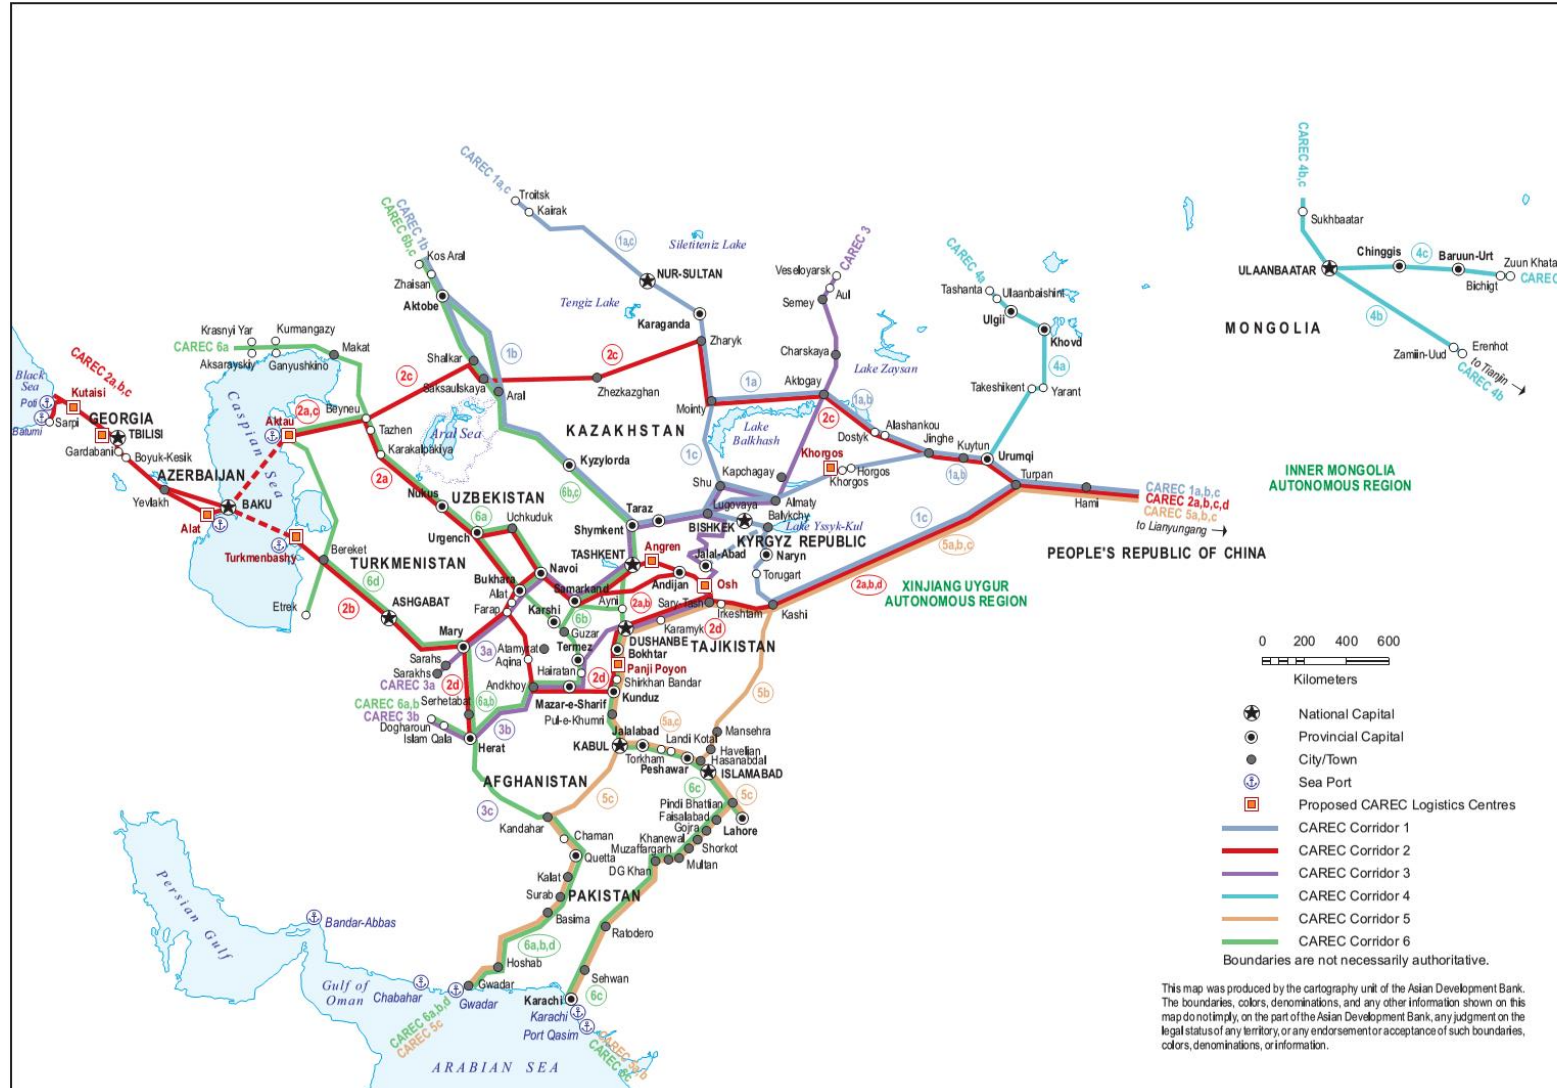 CAREC 4b,c
Sukhbaatar
ULAANBAATAR
Chinggis
4c
Baruun-Urt
Zuun Khata
Bichigt
CAREC
MONGOLIA
4b
Zamiin-Uud
Erenhot
to Tianjin
CAREC 4b
CAREC 1a,c
Troitsk
Kairak
1a,c
Siletiteniz Lake
NUR-SULTAN
Tengiz Lake
Karaganda
Zharyk
CAREC 3
Veseloyarsk
Aul
Semey
Charskaya
Aktogay
Lake Zaysan
CAREC 4a
Tashanta
Ulaanbaishint
Ulgii
Khovd
4a
Takeshikent
Yarant
CAREC 1b
CAREC 6b,c
Kos Aral
Zhaisan
Aktobe
Shalkar
1b
2c
2c
Saksaulskaya
Zhezkazghan
Aral
Aral Sea
1a
1a,b
2c
Mointy
Lake
Balkhash
Dostyk
Alashankou
Jinghe
Kuytun
Urumqi
1a,b
Turpan
Hami
CAREC 1a,b,c
CAREC 2a,b,c,d
CAREC 5a,b,c
to Lianyungang
INNER MONGOLIA
AUTONOMOUS REGION
PEOPLE'S REPUBLIC OF CHINA
XINJIANG UYGUR
AUTONOMOUS REGION
Krasnyi Yar
Kurmangazy
CAREC 6a
Makat
Aksarayskiy
Ganyushkino
CAREC 2a,b,c
Black
Sea
Poti
Kutaisi
Batumi
Sarpi
GEORGIA
TBILISI
Gardabani
Boyuk-Kesik
AZERBAIJAN
Yevlakh
BAKU
Alat
Caspian Sea
Aktau
2a,c
Beyneu
Tazhen
Karakalpakiya
2a
Turkmenbashy
Bereket
TURKMENISTAN
6d
2b
Etrek
ASHGABAT
Nukus
UZBEKISTAN
6a
Uchkuduk
Urgench
KAZAKHSTAN
Kyzylorda
6b,c
Taraz
Shymkent
TASHKENT
1c
Shu
Kapchagay
Khorgos
Horgos
Khorgos
Lugovaya
Almaty
Balykchy
BISHKEK
Lake Yssyk-Kul
KYRGYZ REPUBLIC
Angren
Jalal-Abad
Naryn
Navoi
Bukhara
Alat
Farap
Samarkand
Andijan
Osh
Torugart
1c
5a,b,c
2a,b,d
Karshi
Ayni
2a,b
Sary-Tash
Irkeshtam
Kashi
6b
Guzar
DUSHANBE
Karamyk
2d
TAJIKISTAN
Mary
3a
Atamyrat
Aqina
Termez
Bokhtar
Panji Poyon
Sarahs
Sarakhs
CAREC 3a
2d
Hairatan
2d
Shirkhan Bandar
CAREC 6a,b
Serhetabat
6a,b
Andkhoy
Mazar-e-Sharif
Kunduz
5b
CAREC 3b
Dogharoun
Islam Qala
3b
Pul-e-Khumri
5a,c
Herat
Jalalabad
KABUL
Torkham
Landi Kotal
Mansehra
Havelian
Hasanabdal
Peshawar
ISLAMABAD
AFGHANISTAN
6c
5c
5c
3c
Kandahar
Pindi Bhattian
Faisalabad
Gojra
Lahore
Chaman
Khanewal
Muzaffargarh
Shorkot
Quetta
DG Khan
Multan
Kallat
Surab
PAKISTAN
Basima
Ratodero
6a,b,d
Hoshab
Sehwan
Gwadar
Gwadar
6c
Karachi
Karachi
Port Qasim
Persian Gulf
Bandar-Abbas
Gulf of
Oman
Chabahar
CAREC 6a,b,d
CAREC 5c
CAREC 6c
ARABIAN SEA
0 200 400 600
Kilometers
National Capital
Provincial Capital
City/Town
Sea Port
Proposed CAREC Logistics Centres
CAREC Corridor 1
CAREC Corridor 2
CAREC Corridor 3
CAREC Corridor 4
CAREC Corridor 5
CAREC Corridor 6
Boundaries are not necessarily authoritative.
This map was produced by the cartography unit of the Asian Development Bank.
The boundaries, colors, denominations, and any other information shown on this
map do not imply, on the part of the Asian Development Bank, any judgment on the
legal status of any territory, or any endorsement or acceptance of such boundaries,
colors, denominations, or information.